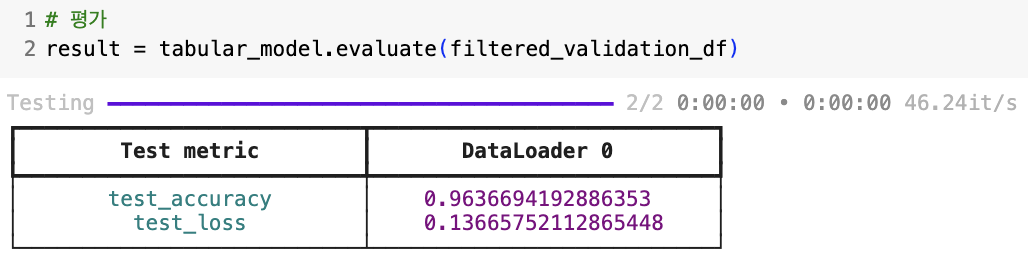 1 # 평가
2 result = tabular_model.evaluate(filtered_validation_df)
Testing 2/2 0:00:00 • 0:00:00 46.24it/s
Test metric DataLoader 0
test_accuracy 0.9636694192886353
test_loss 0.13665752112865448